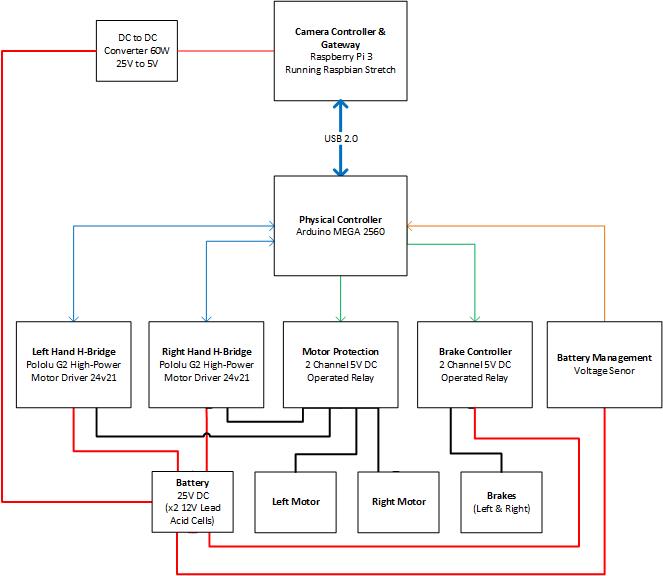 DC to DC
Converter 60W
25V to 5V
Camera Controller &
Gateway
Raspberry Pi 3
Running Raspbian Stretch
USB 2.0
Physical Controller
Arduino MEGA 2560
Left Hand H-Bridge
Pololu G2 High-Power
Motor Driver 24v21
Right Hand H-Bridge
Pololu G2 High-Power
Motor Driver 24v21
Motor Protection
2 Channel 5V DC
Operated Relay
Brake Controller
2 Channel 5V DC
Operated Relay
Battery Management
Voltage Senor
Battery
25V DC
(x2 12V Lead
Acid Cells)
Left Motor
Right Motor
Brakes
(Left & Right)